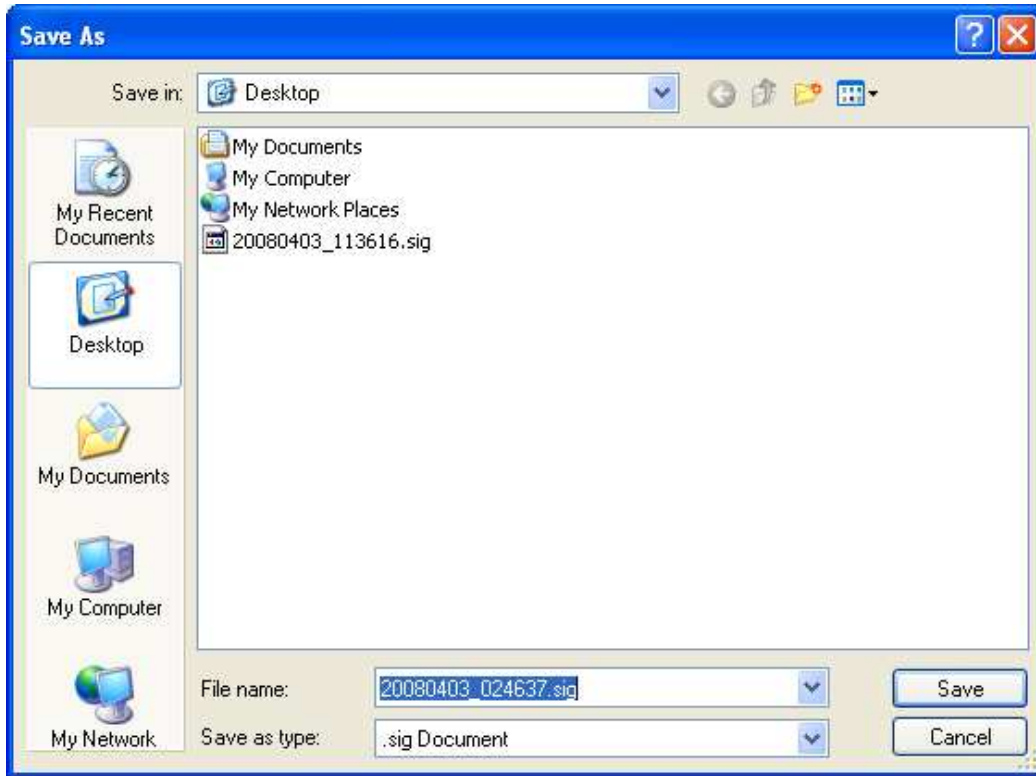 Save As
Save in: Desktop
My Recent
Documents
Desktop
My Documents
My Computer
My Network
My Documents
My Computer
My Network Places
20080403_113616.sig
File name: 20080403_024637.sig Save
Save as type: .sig Document Cancel